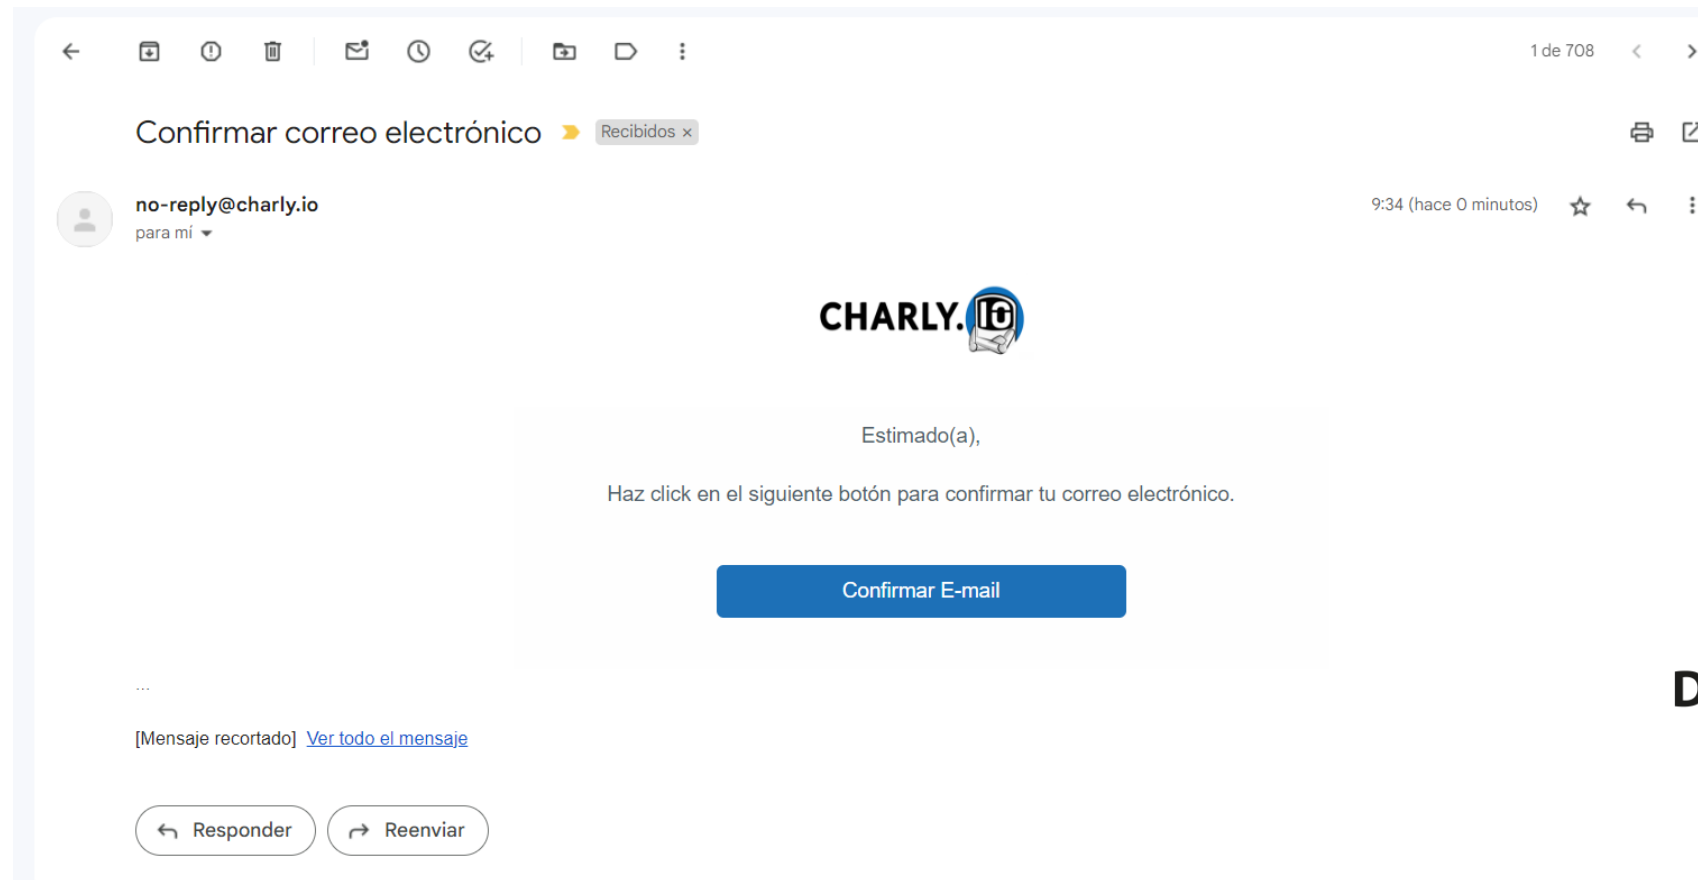 1 de 708
Confirmar correo electrónico Recibidos ×
no-reply@charly.io 9:34 (hace 0 minutos)
para mí
CHARLY.IO
Estimado(a),
Haz click en el siguiente botón para confirmar tu correo electrónico.
Confirmar E-mail
...
D
[Mensaje recortado] Ver todo el mensaje
Responder Reenviar